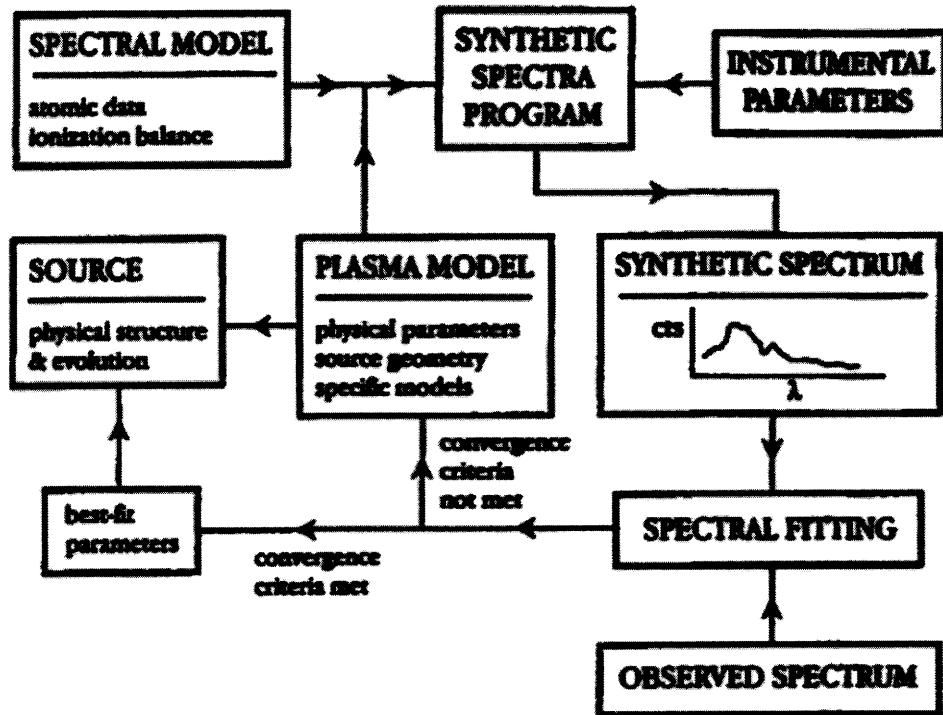 SPECTRAL MODEL
atomic data
ionization balance
SYNTHETIC
SPECTRA
PROGRAM
INSTRUMENTAL
PARAMETERS
SOURCE
physical structure
& evolution
PLASMA MODEL
physical parameters
source geometry
specific models
SYNTHETIC SPECTRUM
cts
λ
convergence
criteria
not met
best-fit
parameters
convergence
criteria met
SPECTRAL FITTING
OBSERVED SPECTRUM